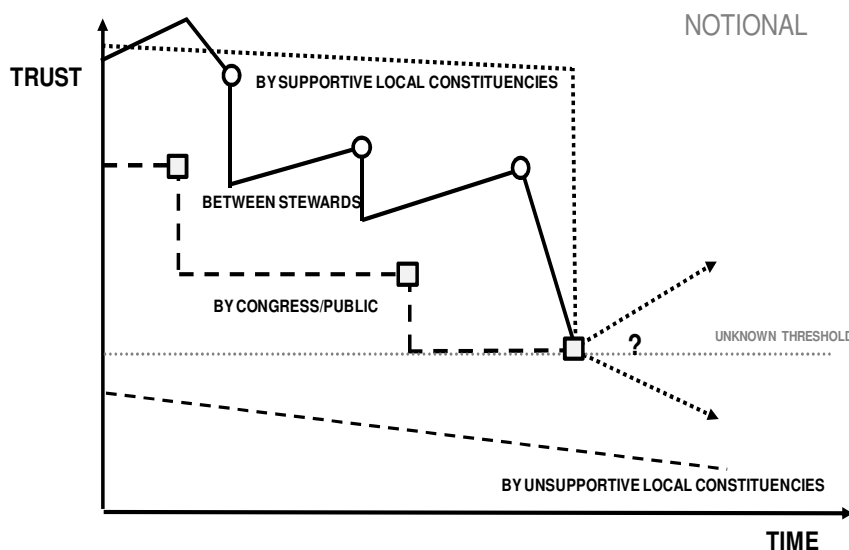 NOTIONAL
TRUST
BY SUPPORTIVE LOCAL CONSTITUENCIES
BETWEEN STEWARDS
BY CONGRESS/PUBLIC
UNKNOWN THRESHOLD
?
BY UNSUPPORTIVE LOCAL CONSTITUENCIES
TIME